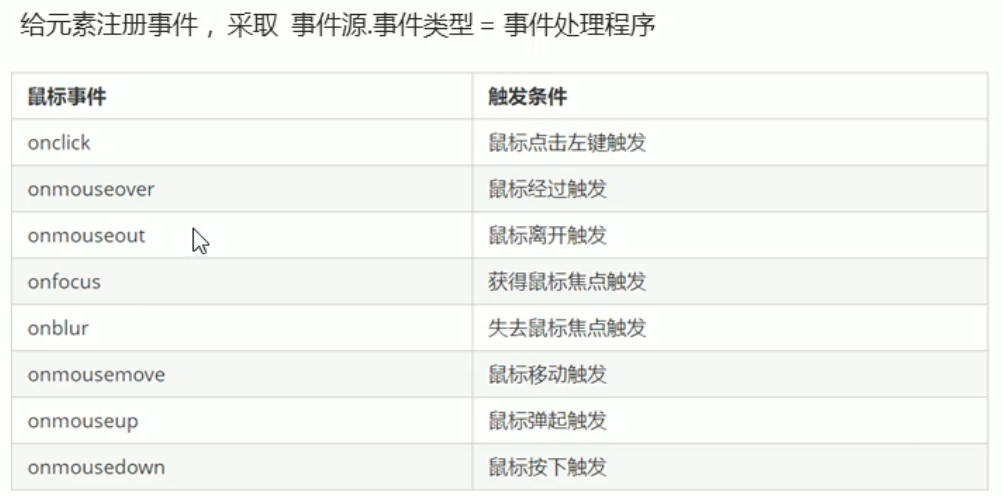 给元素注册事件， 采取 事件源.事件类型 = 事件处理程序
鼠标事件 触发条件
onclick 鼠标点击左键触发
onmouseover 鼠标经过触发
onmouseout 鼠标离开触发
onfocus 获得鼠标焦点触发
onblur 失去鼠标焦点触发
onmousemove 鼠标移动触发
onmouseup 鼠标弹起触发
onmousedown 鼠标按下触发